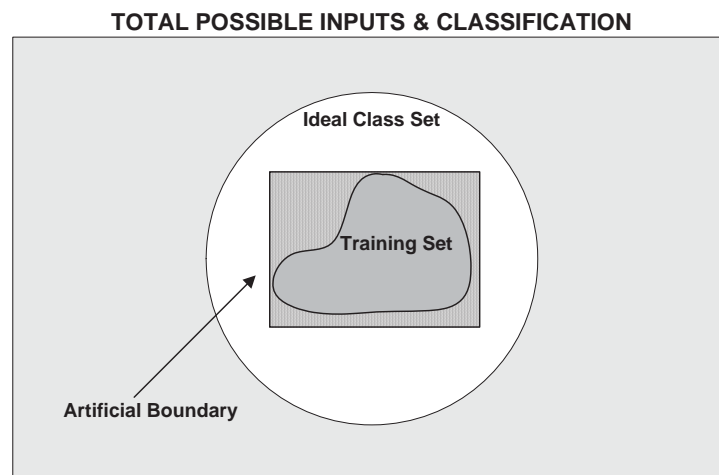 TOTAL POSSIBLE INPUTS & CLASSIFICATION
Ideal Class Set
Training Set
Artificial Boundary